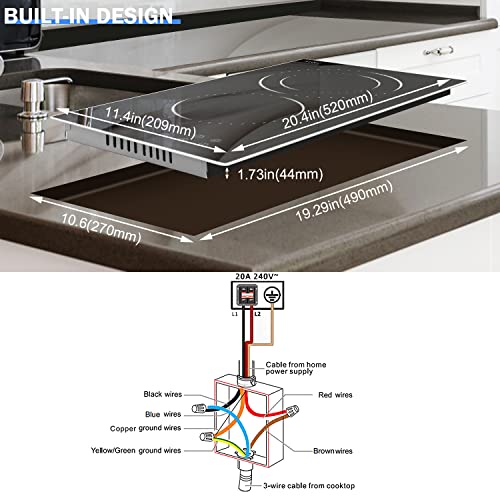 BUILT-IN DESIGN
11.4in(209mm)
20.4in(520mm)
1.73in(44mm)
10.6(270mm)
19.29in(490mm)
20A 240V~
L1
L2
Cable from home
power supply
Black wires
Red wires
Blue wires
Copper ground wires
Yellow/Green ground wires
Brown wires
3-wire cable from cooktop